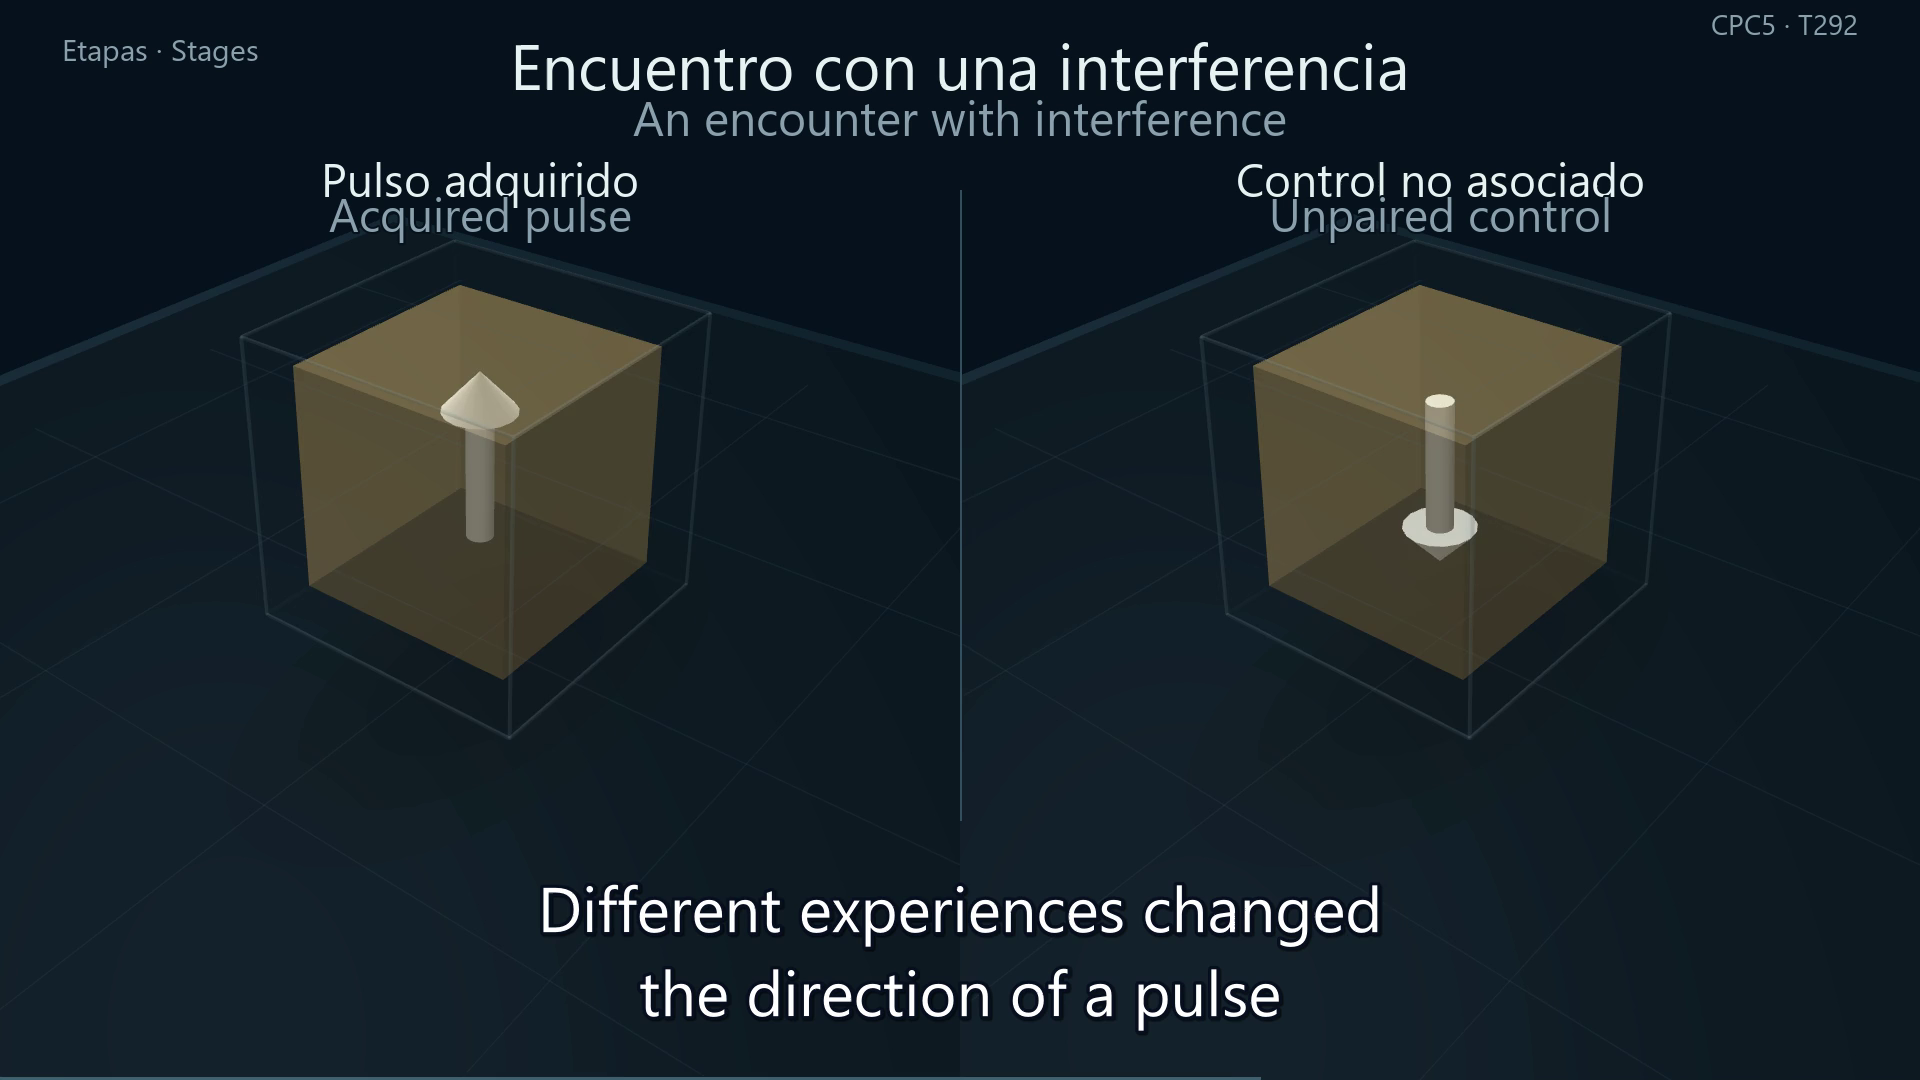 Etapas · Stages
CPC5 · T292
Encuentro con una interferencia
An encounter with interference
Pulso adquirido
Acquired pulse
Control no asociado
Unpaired control
Different experiences changed
the direction of a pulse